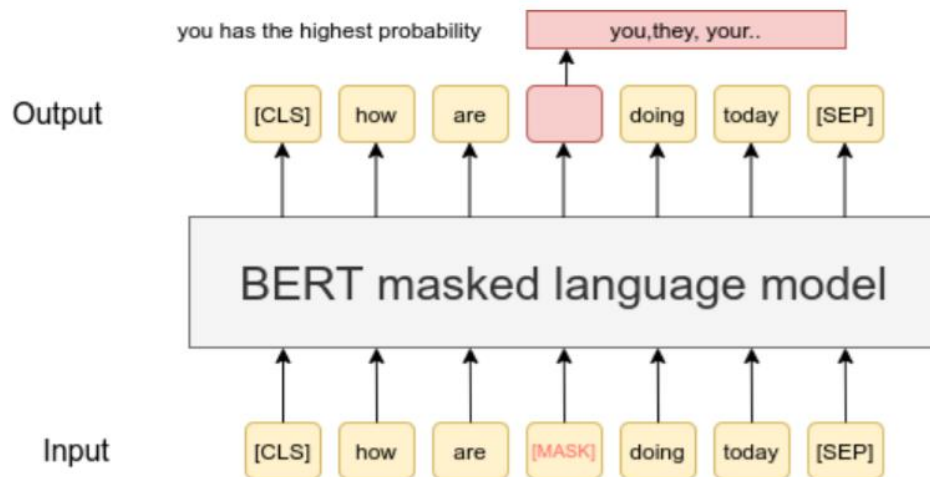 you has the highest probability
you,they, your..
Output
[CLS] how are doing today [SEP]
BERT masked language model
Input
[CLS] how are [MASK] doing today [SEP]